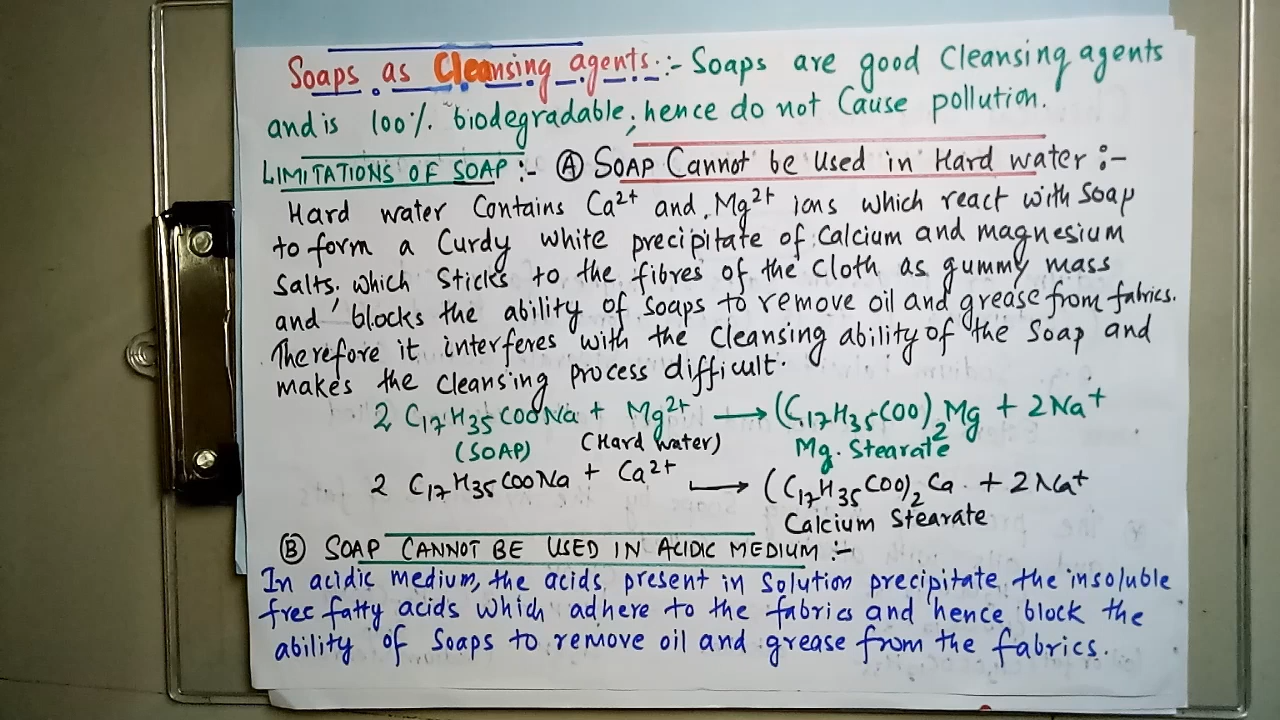 Soaps as Cleansing agents :- Soaps are good Cleansing agents
and is 100% biodegradable, hence do not Cause pollution.
LIMITATIONS OF SOAP :- Ⓐ SOAP Cannot be Used in Hard water :-
Hard water Contains Ca²⁺ and Mg²⁺ ions which react with Soap
to form a Curdy white precipitate of Calcium and magnesium
Salts. which Sticks to the fibres of the Cloth as gummy mass
and blocks the ability of Soaps to remove oil and grease from fabrics.
Therefore it interferes with the Cleansing ability of the Soap and
makes the cleansing process difficult.
2 C₁₇H₃₅COONa + Mg²⁺ ⟶ (C₁₇H₃₅COO)₂Mg + 2Na⁺
(SOAP) (Hard water) Mg. Stearate
2 C₁₇H₃₅COONa + Ca²⁺ ⟶ (C₁₇H₃₅COO)₂Ca + 2Na⁺
Calcium Stearate
Ⓑ SOAP CANNOT BE USED IN ACIDIC MEDIUM :-
In acidic medium, the acids present in Solution precipitate the insoluble
free fatty acids which adhere to the fabrics and hence block the
ability of Soaps to remove oil and grease from the fabrics.